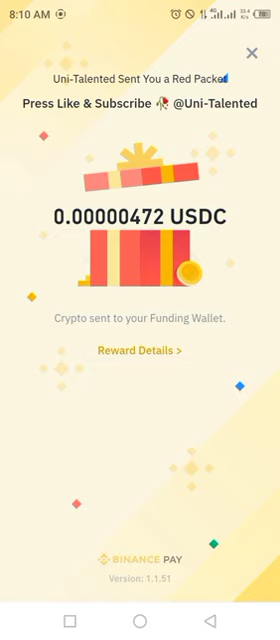 8:10 AM
Uni-Talented Sent You a Red Packet
Press Like & Subscribe 🥀 @Uni-Talented
0.00000472 USDC
Crypto sent to your Funding Wallet.
Reward Details >
BINANCE PAY
Version: 1.1.51